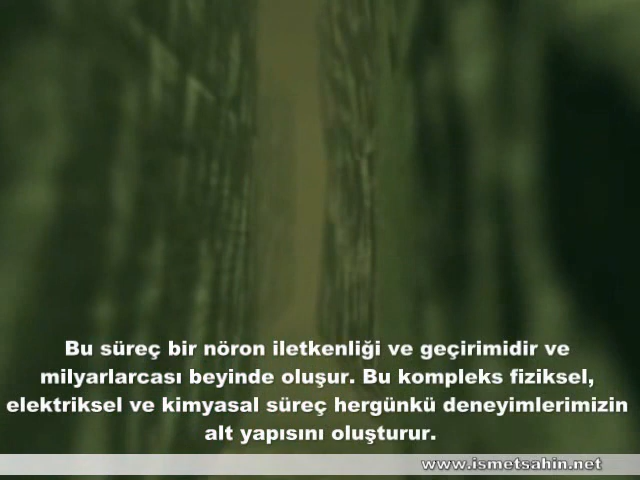 Bu süreç bir nöron iletkenliği ve geçirimidir ve
milyarlarcası beyinde oluşur. Bu kompleks fiziksel,
elektriksel ve kimyasal süreç hergünkü deneyimlerimizin
alt yapısını oluşturur.
www.ismetsahin.net